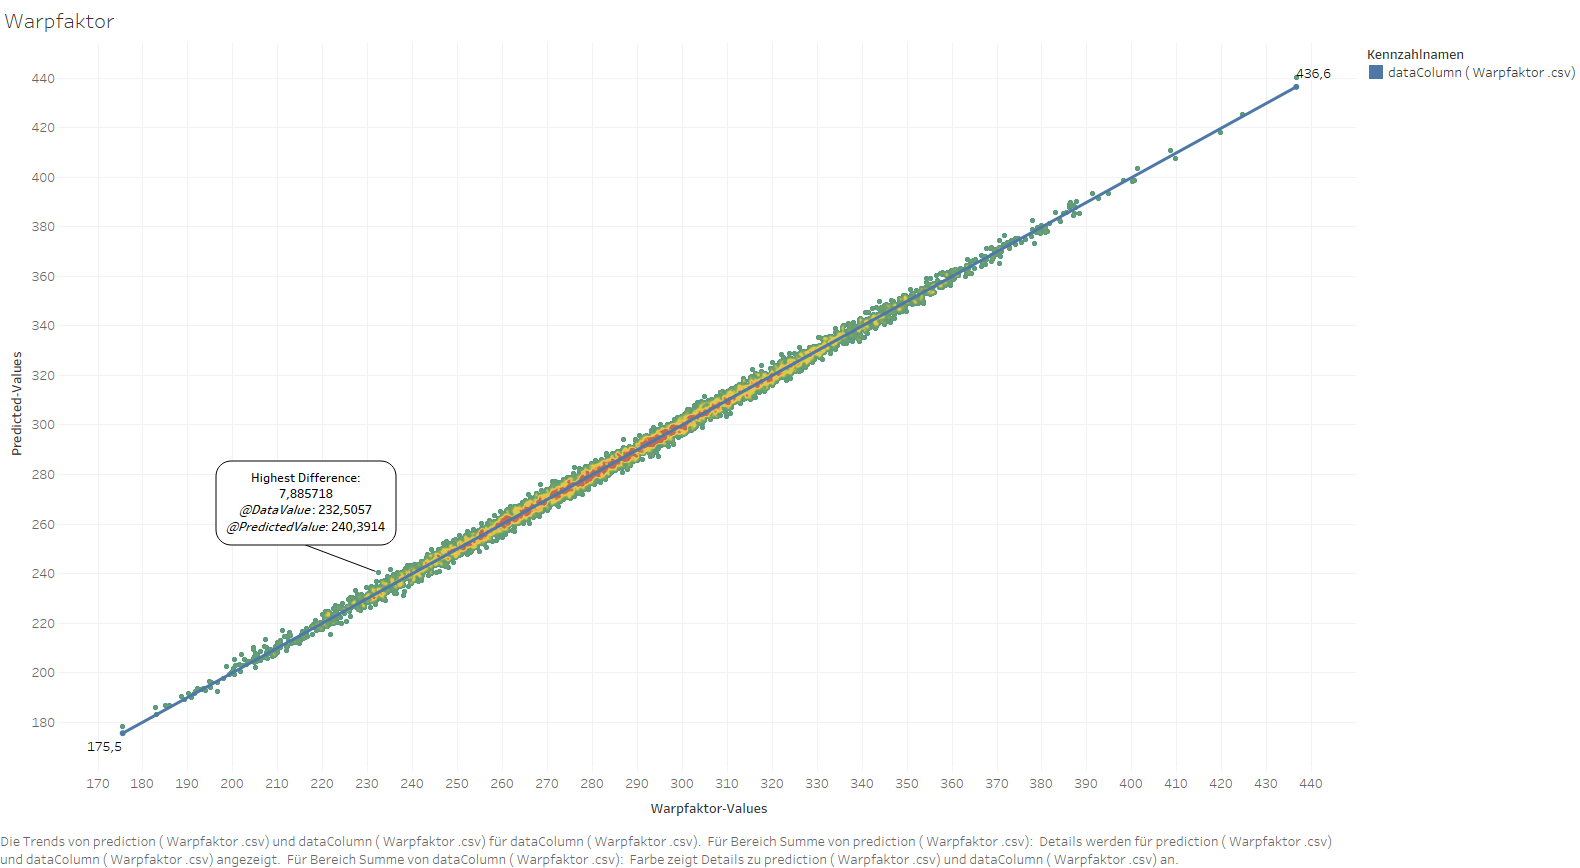 Warpfaktor
Kennzahlnamen
dataColumn ( Warpfaktor .csv)
436,6
440
420
400
380
360
340
320
300
280
260
240
220
200
180
Predicted-Values
Highest Difference:
7,885718
@DataValue: 232,5057
@PredictedValue: 240,3914
175,5
170 180 190 200 210 220 230 240 250 260 270 280 290 300 310 320 330 340 350 360 370 380 390 400 410 420 430 440
Warpfaktor-Values
Die Trends von prediction ( Warpfaktor .csv) und dataColumn ( Warpfaktor .csv) für dataColumn ( Warpfaktor .csv).  Für Bereich Summe von prediction ( Warpfaktor .csv):  Details werden für prediction ( Warpfaktor .csv)
und dataColumn ( Warpfaktor .csv) angezeigt.  Für Bereich Summe von dataColumn ( Warpfaktor .csv):  Farbe zeigt Details zu prediction ( Warpfaktor .csv) und dataColumn ( Warpfaktor .csv) an.